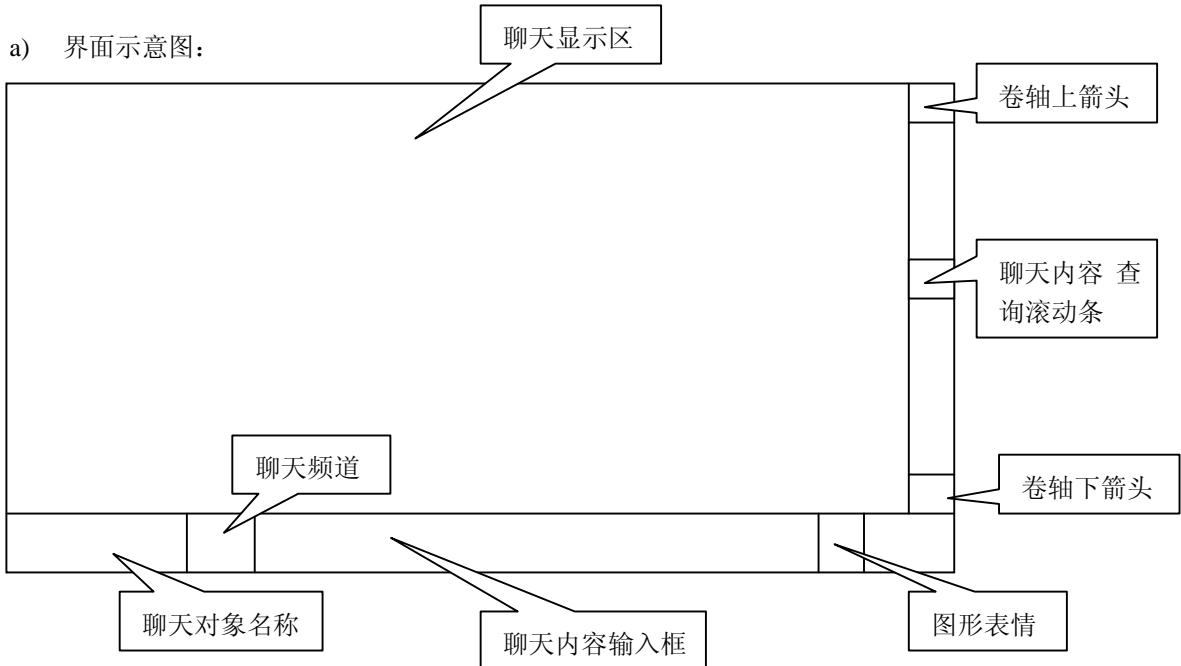 a) 界面示意图：
聊天显示区
卷轴上箭头
聊天内容 查
询滚动条
聊天频道
卷轴下箭头
聊天对象名称
聊天内容输入框
图形表情